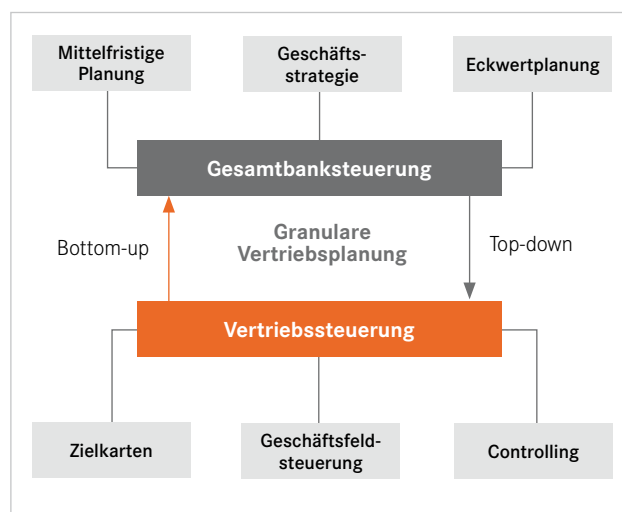 Mittelfristige
Planung
Geschäfts-
strategie
Eckwertplanung
Gesamtbanksteuerung
Bottom-up
Granulare
Vertriebsplanung
Top-down
Vertriebssteuerung
Zielkarten
Geschäftsfeld-
steuerung
Controlling